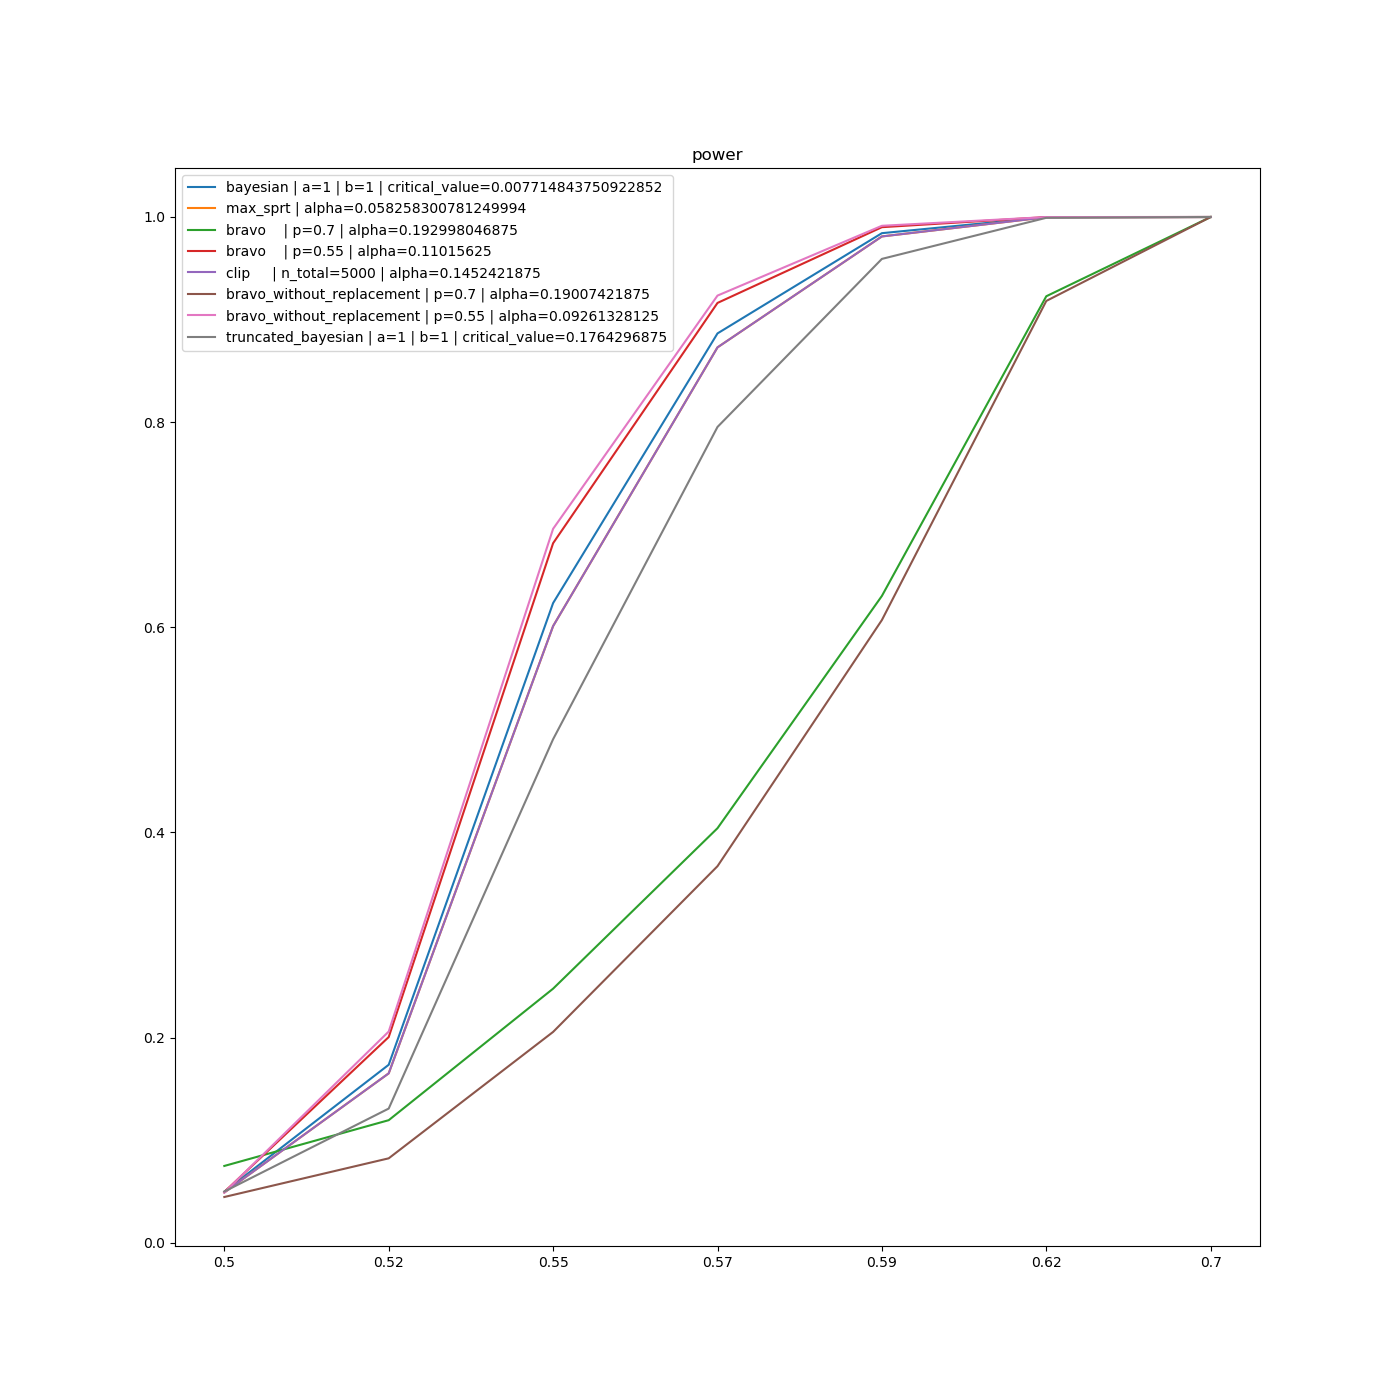 power
bayesian | a=1 | b=1 | critical_value=0.007714843750922852
max_sprt | alpha=0.058258300781249994
bravo    | p=0.7 | alpha=0.192998046875
bravo    | p=0.55 | alpha=0.11015625
clip     | n_total=5000 | alpha=0.1452421875
bravo_without_replacement | p=0.7 | alpha=0.19007421875
bravo_without_replacement | p=0.55 | alpha=0.09261328125
truncated_bayesian | a=1 | b=1 | critical_value=0.1764296875
1.0
0.8
0.6
0.4
0.2
0.0
0.5 0.52 0.55 0.57 0.59 0.62 0.7